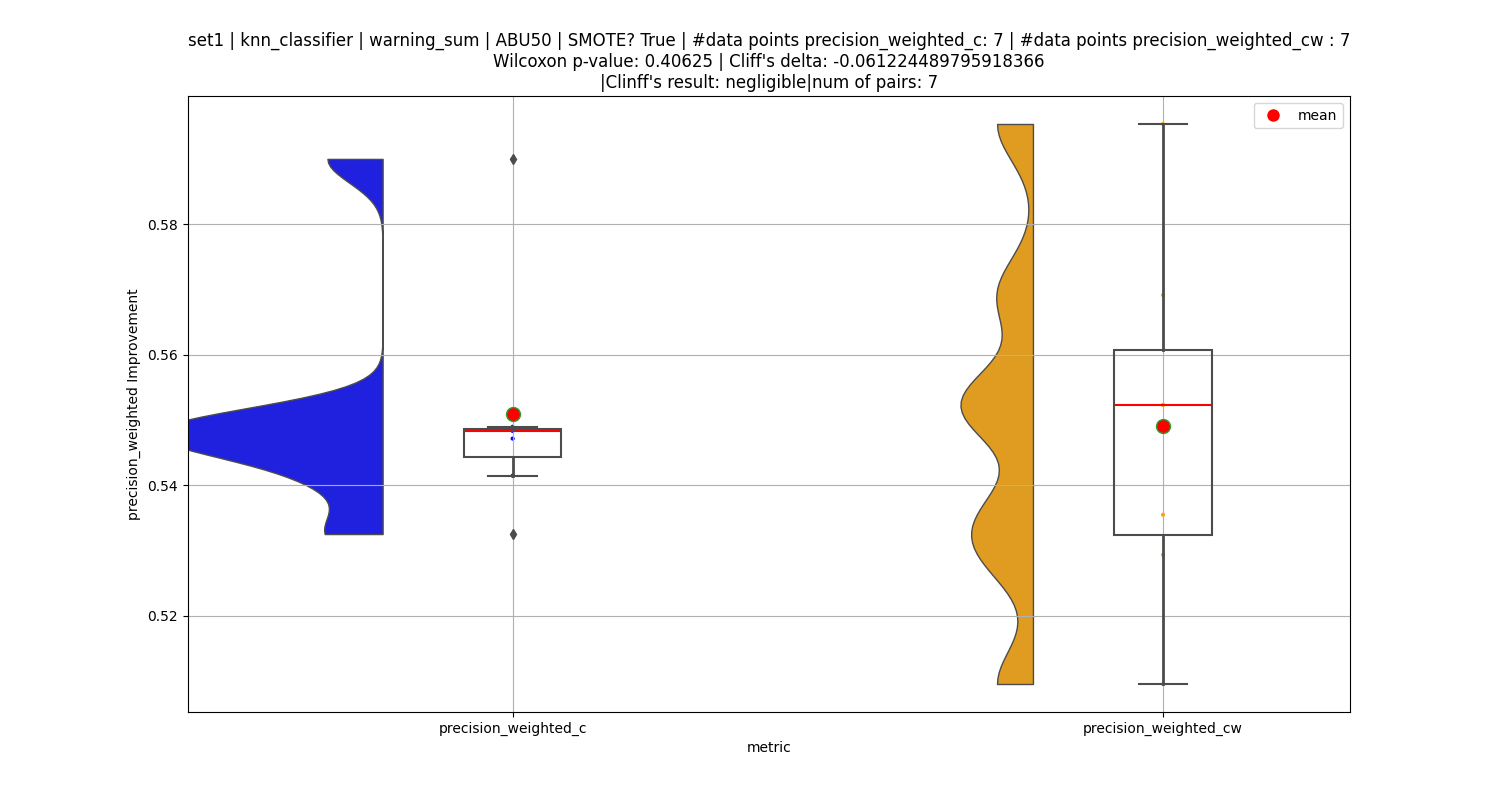 set1 | knn_classifier | warning_sum | ABU50 | SMOTE? True | #data points precision_weighted_c: 7 | #data points precision_weighted_cw : 7
Wilcoxon p-value: 0.40625 | Cliff's delta: -0.061224489795918366
|Clinff's result: negligible|num of pairs: 7
mean
precision_weighted Improvement
0.58
0.56
0.54
0.52
precision_weighted_c
precision_weighted_cw
metric